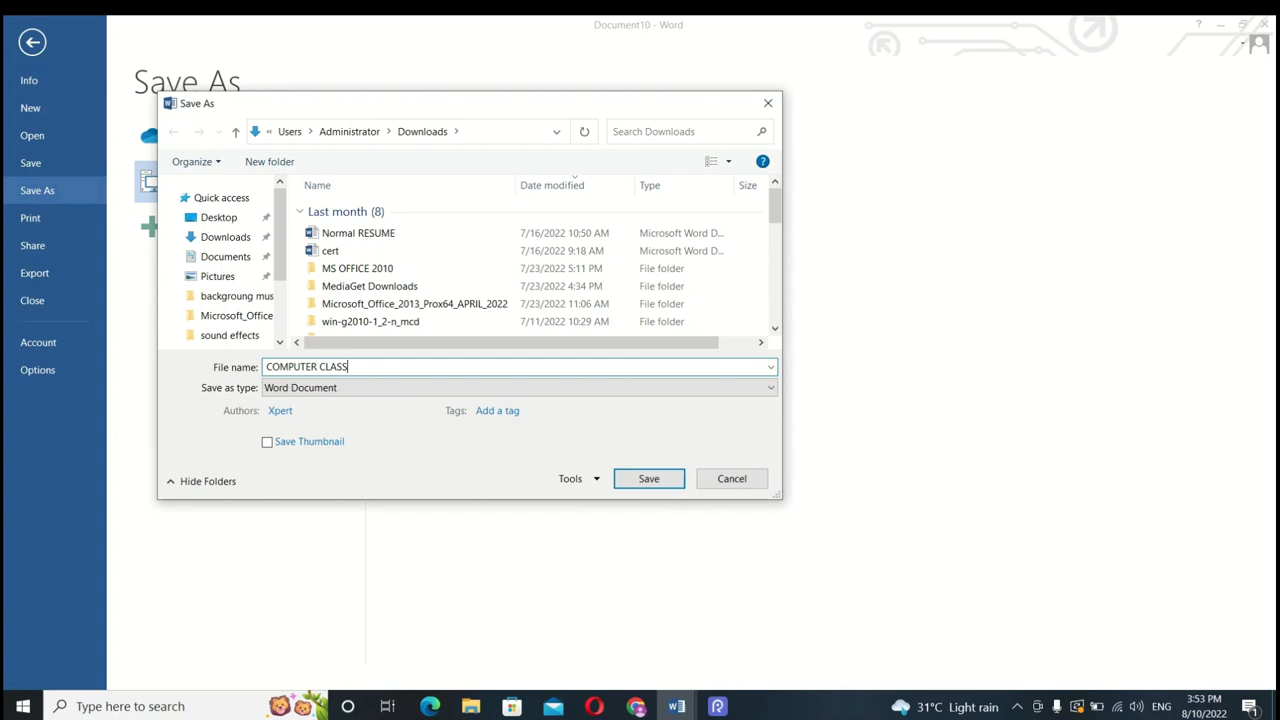 Document10 - Word
?
Info
New
Open
Save
Save As
Print
Share
Export
Close
Account
Options
Save As
Save As
« Users > Administrator > Downloads >
Search Downloads
Organize
New folder
?
Quick access
Desktop
Downloads
Documents
Pictures
backgroung mus
Microsoft_Office
sound effects
Name Date modified Type Size
Last month (8)
Normal RESUME 7/16/2022 10:50 AM Microsoft Word D...
cert 7/16/2022 9:18 AM Microsoft Word D...
MS OFFICE 2010 7/23/2022 5:11 PM File folder
MediaGet Downloads 7/23/2022 4:34 PM File folder
Microsoft_Office_2013_Prox64_APRIL_2022 7/23/2022 11:06 AM File folder
win-g2010-1_2-n_mcd 7/11/2022 10:29 AM File folder
File name: COMPUTER CLASS
Save as type: Word Document
Authors: Xpert
Tags: Add a tag
Save Thumbnail
Hide Folders
Tools
Save
Cancel
Type here to search
31°C Light rain
ENG
3:53 PM
8/10/2022
1